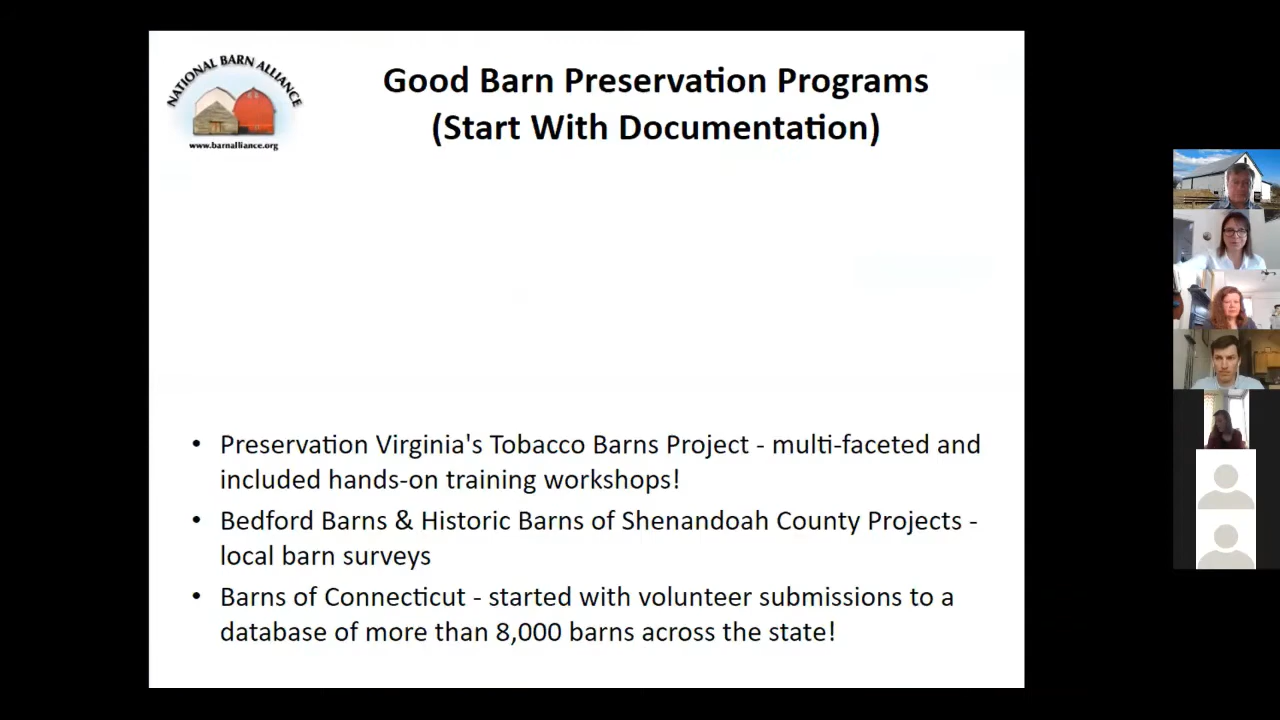 NATIONAL BARN ALLIANCE
www.barnalliance.org
Good Barn Preservation Programs
(Start With Documentation)
• Preservation Virginia's Tobacco Barns Project - multi-faceted and
included hands-on training workshops!
• Bedford Barns & Historic Barns of Shenandoah County Projects -
local barn surveys
• Barns of Connecticut - started with volunteer submissions to a
database of more than 8,000 barns across the state!